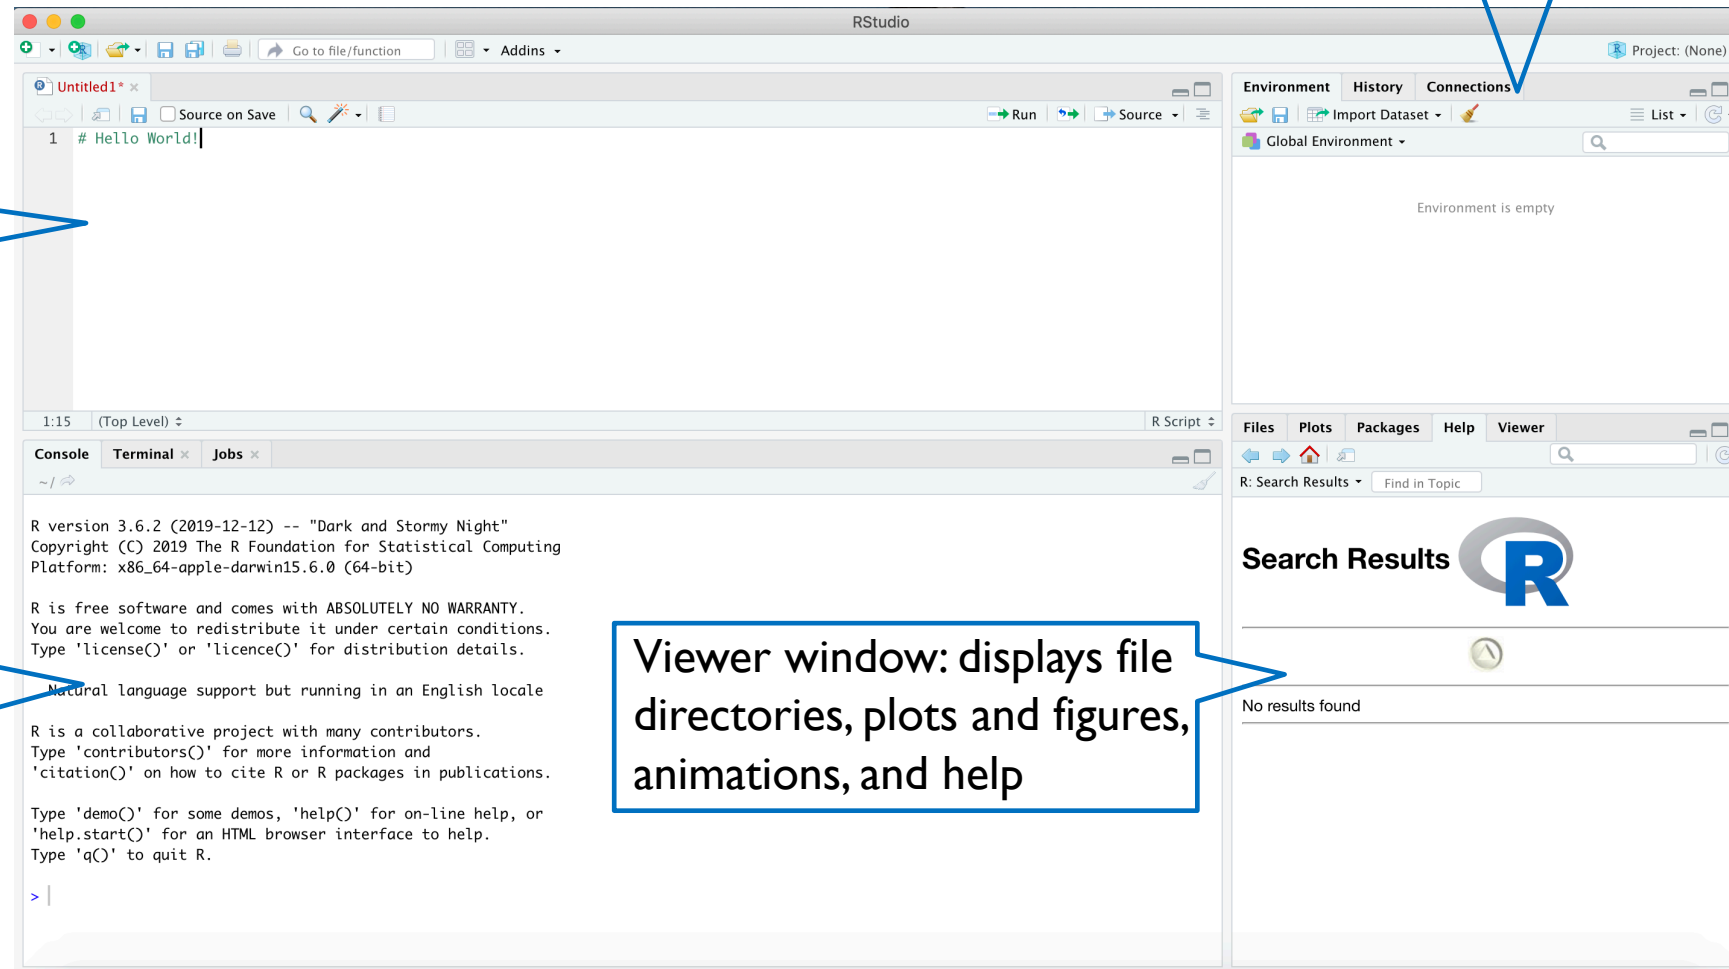 RStudio
Go to file/function
Addins
Project: (None)
Untitled1*
Source on Save
Run
Source
1 # Hello World!
1:15 (Top Level)
R Script
Console Terminal Jobs
~/
R version 3.6.2 (2019-12-12) -- "Dark and Stormy Night"
Copyright (C) 2019 The R Foundation for Statistical Computing
Platform: x86_64-apple-darwin15.6.0 (64-bit)
R is free software and comes with ABSOLUTELY NO WARRANTY.
You are welcome to redistribute it under certain conditions.
Type 'license()' or 'licence()' for distribution details.
Natural language support but running in an English locale
R is a collaborative project with many contributors.
Type 'contributors()' for more information and
'citation()' on how to cite R or R packages in publications.
Type 'demo()' for some demos, 'help()' for on-line help, or
'help.start()' for an HTML browser interface to help.
Type 'q()' to quit R.
>
Environment History Connections
Import Dataset
List
Global Environment
Environment is empty
Files Plots Packages Help Viewer
R: Search Results
Find in Topic
Search Results R
No results found
Viewer window: displays file
directories, plots and figures,
animations, and help